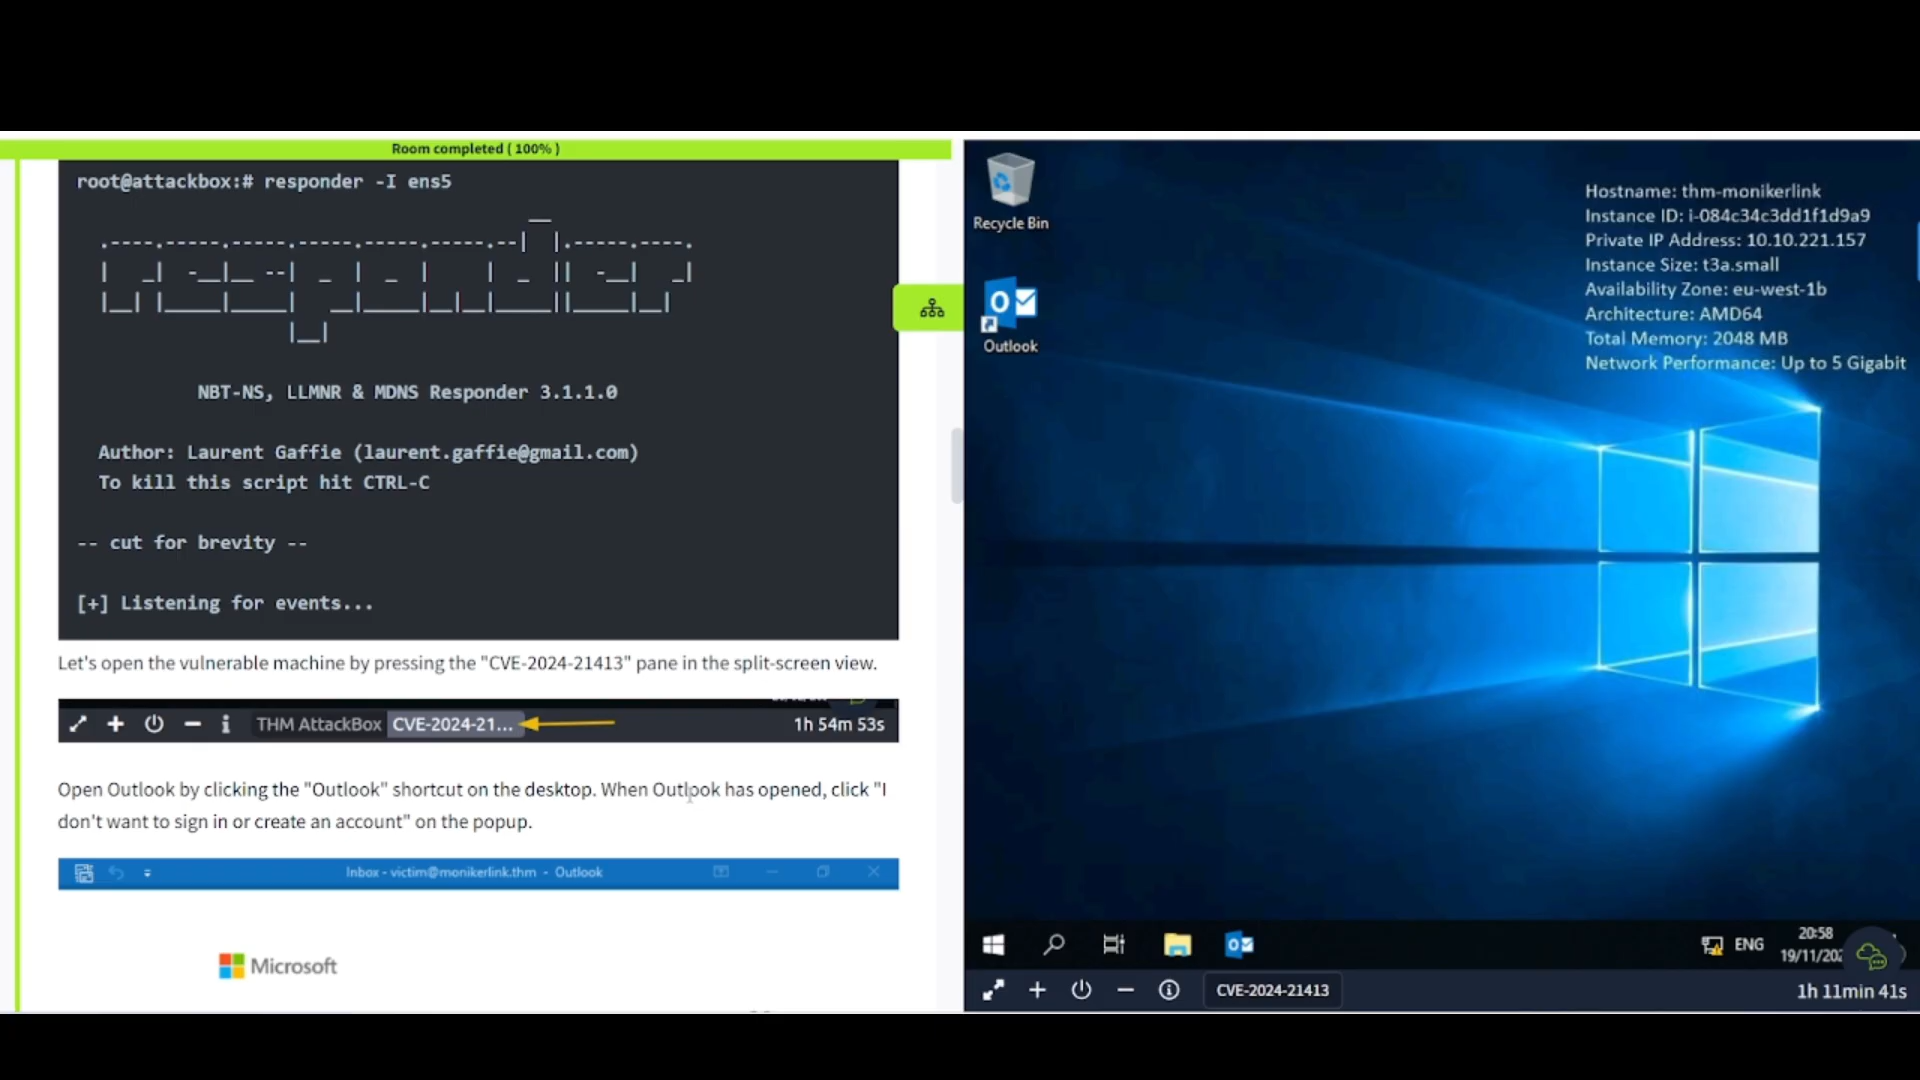 Room completed ( 100% )
root@attackbox:# responder -I ens5
NBT-NS, LLMNR & MDNS Responder 3.1.1.0
Author: Laurent Gaffie (laurent.gaffie@gmail.com)
To kill this script hit CTRL-C
-- cut for brevity --
[+] Listening for events...
Let's open the vulnerable machine by pressing the "CVE-2024-21413" pane in the split-screen view.
THM AttackBox CVE-2024-21... 1h 54m 53s
Open Outlook by clicking the "Outlook" shortcut on the desktop. When Outlook has opened, click "I
don't want to sign in or create an account" on the popup.
Inbox - victim@monikerlink.thm - Outlook
Microsoft
Recycle Bin
Outlook
Hostname: thm-monikerlink
Instance ID: i-084c34c3dd1f1d9a9
Private IP Address: 10.10.221.157
Instance Size: t3a.small
Availability Zone: eu-west-1b
Architecture: AMD64
Total Memory: 2048 MB
Network Performance: Up to 5 Gigabit
ENG
20:58
19/11/202
CVE-2024-21413
1h 11min 41s